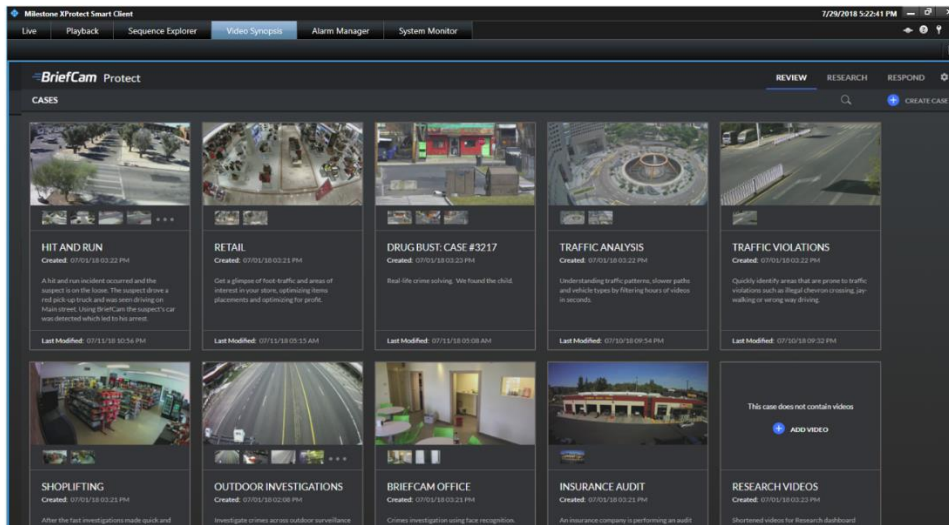 Milestone XProtect Smart Client
7/29/2018 5:22:41 PM
Live Playback Sequence Explorer Video Synopsis Alarm Manager System Monitor
BriefCam Protect
REVIEW RESEARCH RESPOND
CASES
CREATE CASE
HIT AND RUN
Created: 07/01/18 03:22 PM
A hit and run incident occurred and the
suspect is on the loose. The suspect drove a
red pick-up truck and was seen driving on
Main street. Using BriefCam the suspect's car
was detected which led to his arrest.
Last Modified: 07/11/18 10:56 PM
RETAIL
Created: 07/01/18 03:21 PM
Get a glimpse of foot-traffic and areas of
interest in your store, optimizing items
placements and optimizing for profit.
Last Modified: 07/11/18 05:15 AM
DRUG BUST: CASE #3217
Created: 07/01/18 03:23 PM
Real-life crime solving. We found the child.
Last Modified: 07/11/18 05:08 AM
TRAFFIC ANALYSIS
Created: 07/01/18 03:22 PM
Understanding traffic patterns, slower paths
and vehicle types by filtering hours of videos
in seconds.
Last Modified: 07/10/18 09:54 PM
TRAFFIC VIOLATIONS
Created: 07/01/18 03:22 PM
Quickly identify areas that are prone to traffic
violations such as illegal chevron crossing, jay-
walking or wrong way driving.
Last Modified: 07/10/18 09:32 PM
SHOPLIFTING
Created: 07/01/18 03:21 PM
After the fact investigations made quick and
OUTDOOR INVESTIGATIONS
Created: 07/01/18 02:08 PM
Investigate crimes across outdoor surveillance
BRIEFCAM OFFICE
Created: 07/01/18 03:21 PM
Crimes investigation using face recognition.
INSURANCE AUDIT
Created: 07/01/18 03:21 PM
An insurance company is performing an audit
This case does not contain videos
ADD VIDEO
RESEARCH VIDEOS
Created: 07/01/18 03:23 PM
Shortened videos for Research dashboard